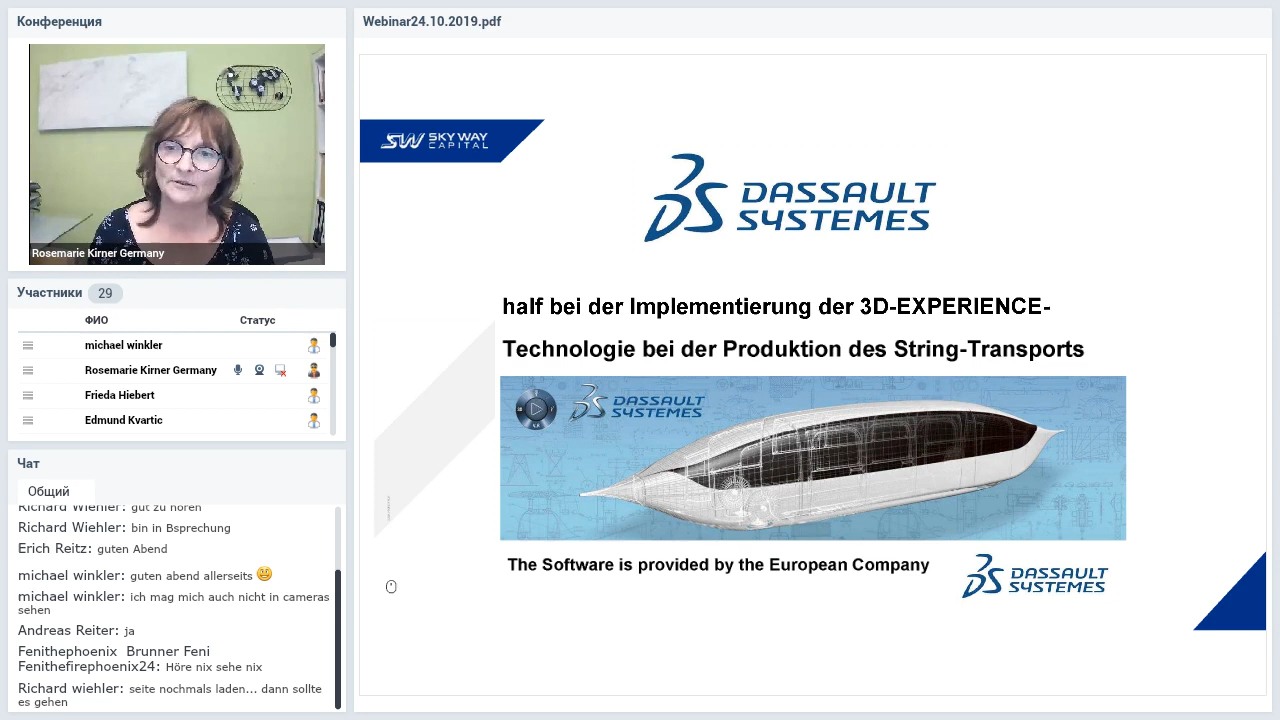 Конференция
Rosemarie Kirner Germany
Участники 29
ФИО Статус
michael winkler
Rosemarie Kirner Germany
Frieda Hiebert
Edmund Kvartic
Чат
Общий
Richard Wiehler: gut zu hören
Richard Wiehler: bin in Bsprechung
Erich Reitz: guten Abend
michael winkler: guten abend allerseits
michael winkler: ich mag mich auch nicht in cameras
sehen
Andreas Reiter: ja
Fenithephoenix Brunner Feni
Fenithefirephoenix24: Höre nix sehe nix
Richard wiehler: seite nochmals laden... dann sollte
es gehen
Webinar24.10.2019.pdf
SW SKYWAY
CAPITAL
DASSAULT
SYSTEMES
half bei der Implementierung der 3D-EXPERIENCE-
Technologie bei der Produktion des String-Transports
DASSAULT
SYSTEMES
The Software is provided by the European Company
DASSAULT
SYSTEMES